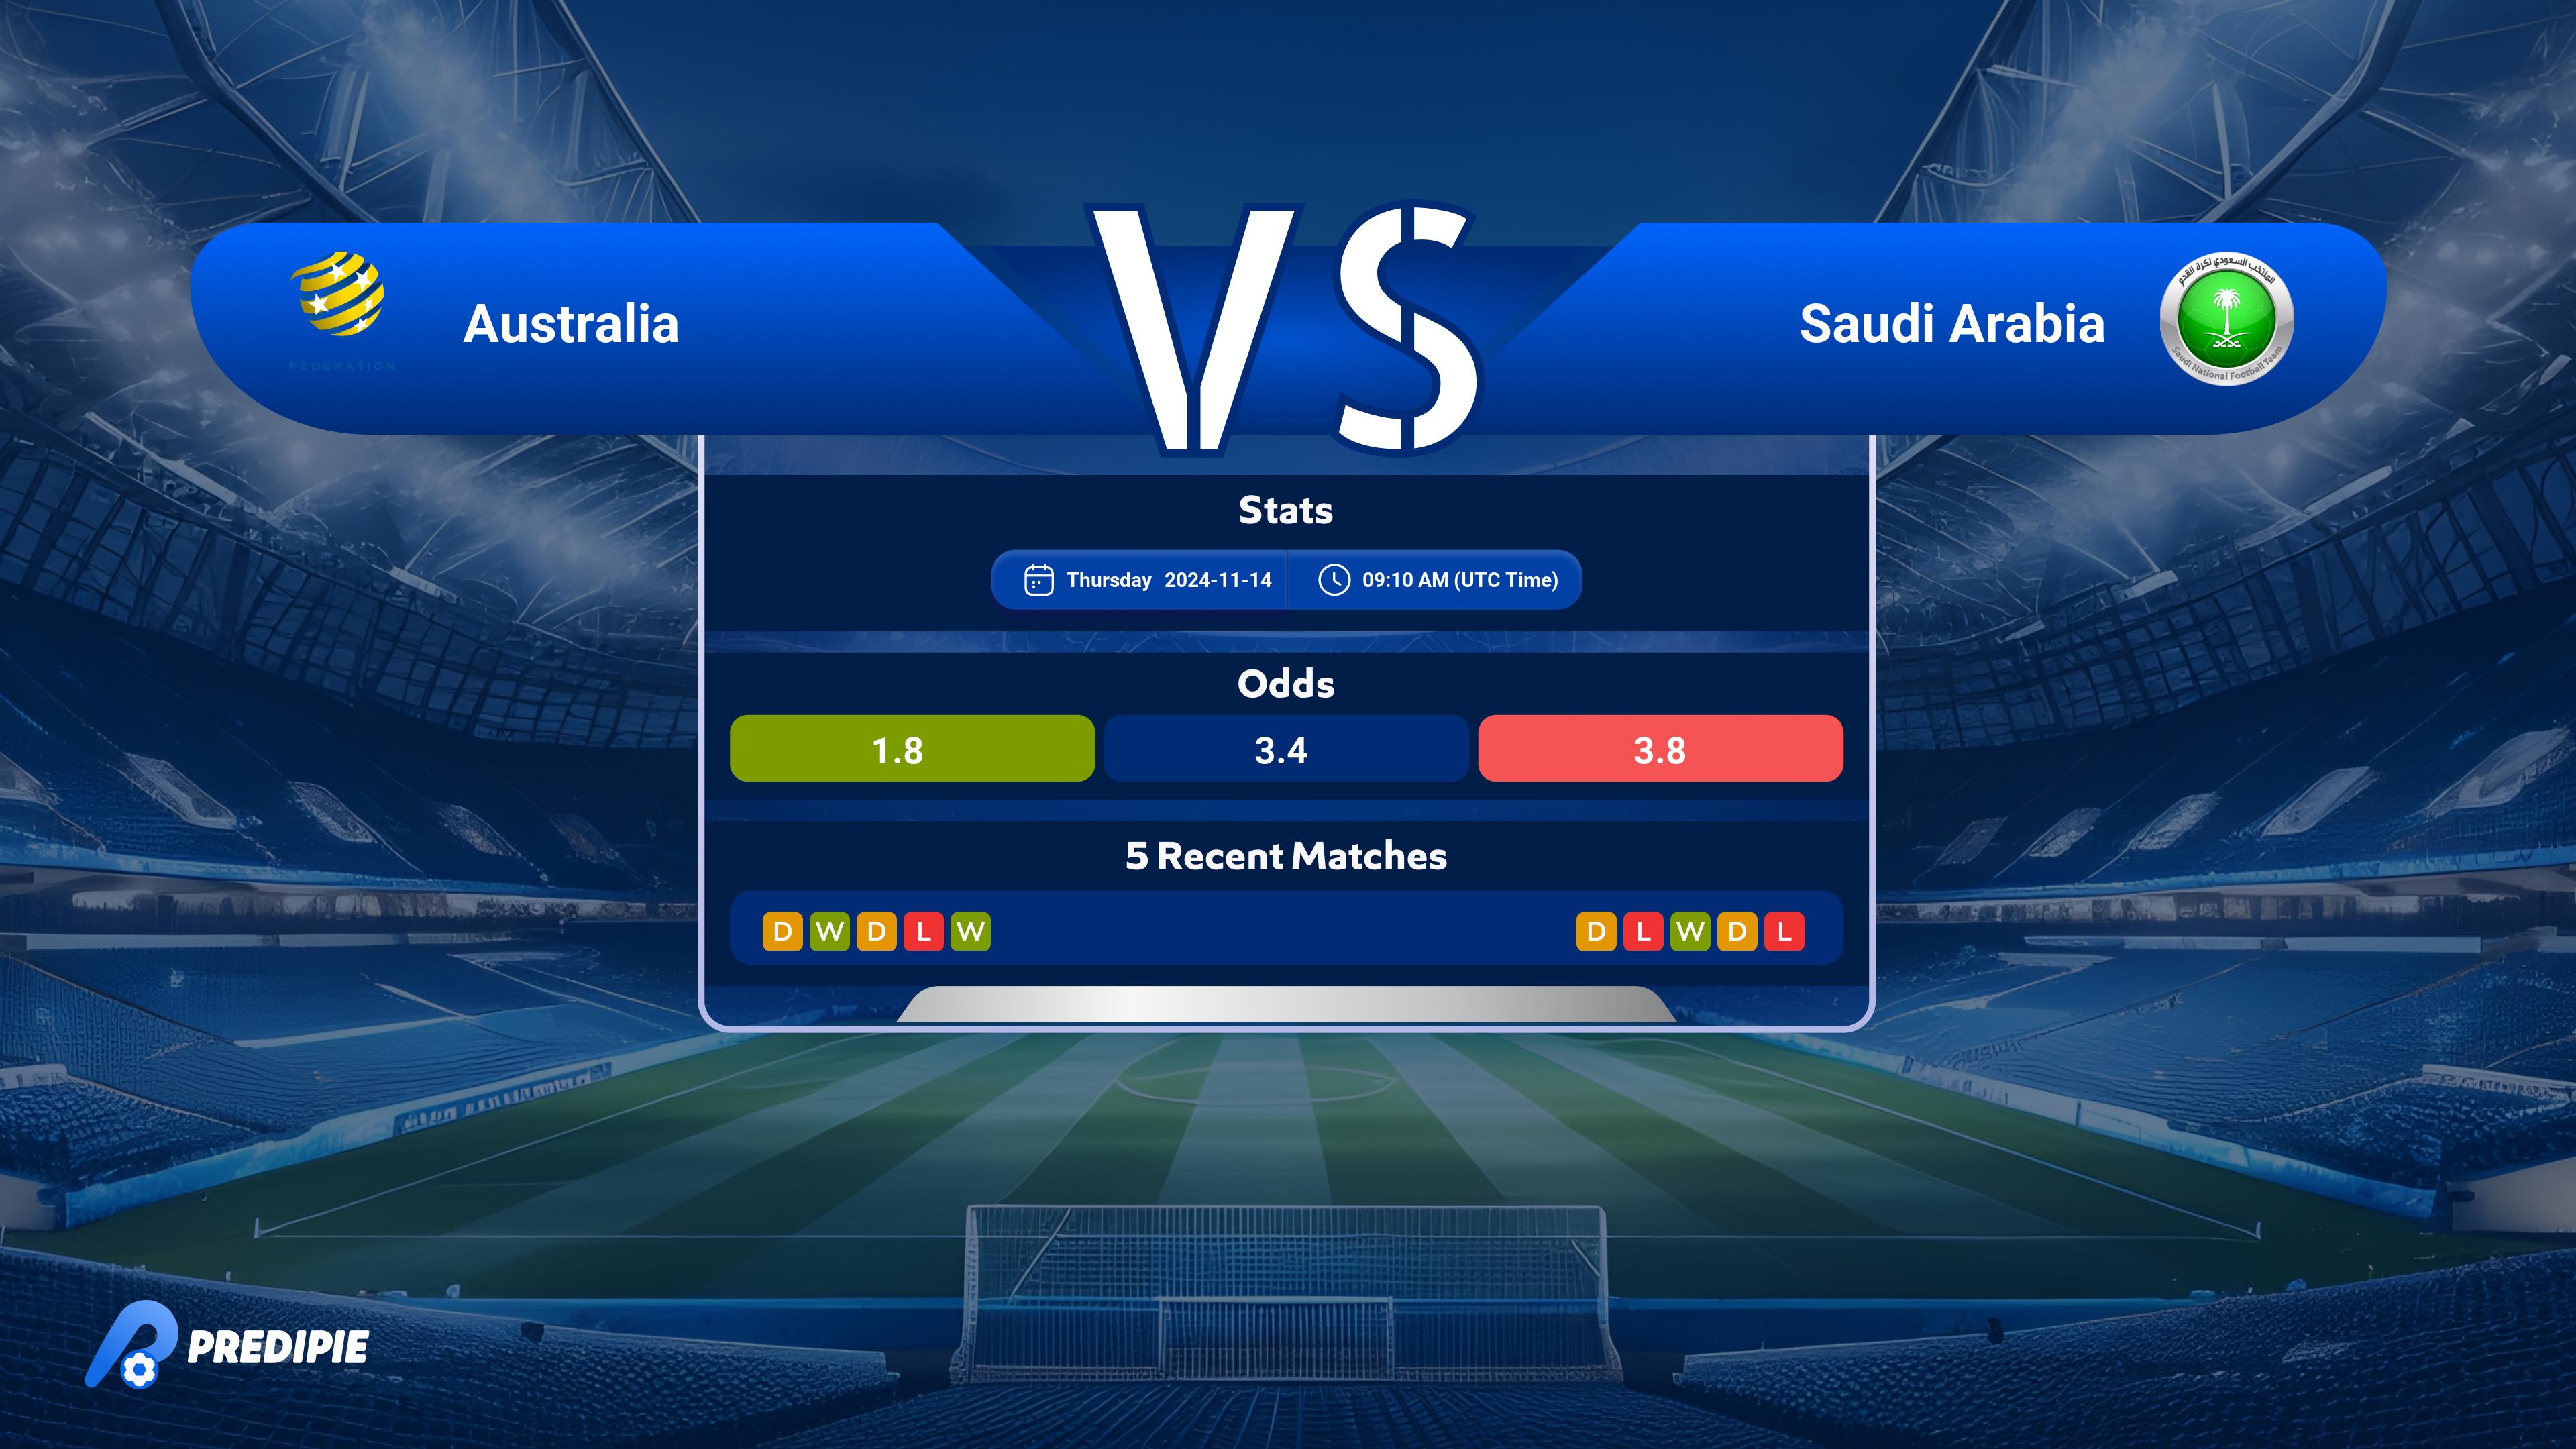 VS
Australia
Saudi Arabia
FEDERATION
المنتخب السعودي لكرة القدم
Saudi National Football Team
Stats
Thursday 2024-11-14
09:10 AM (UTC Time)
Odds
1.8
3.4
3.8
5 Recent Matches
D W D L W
D L W D L
PREDIPIE